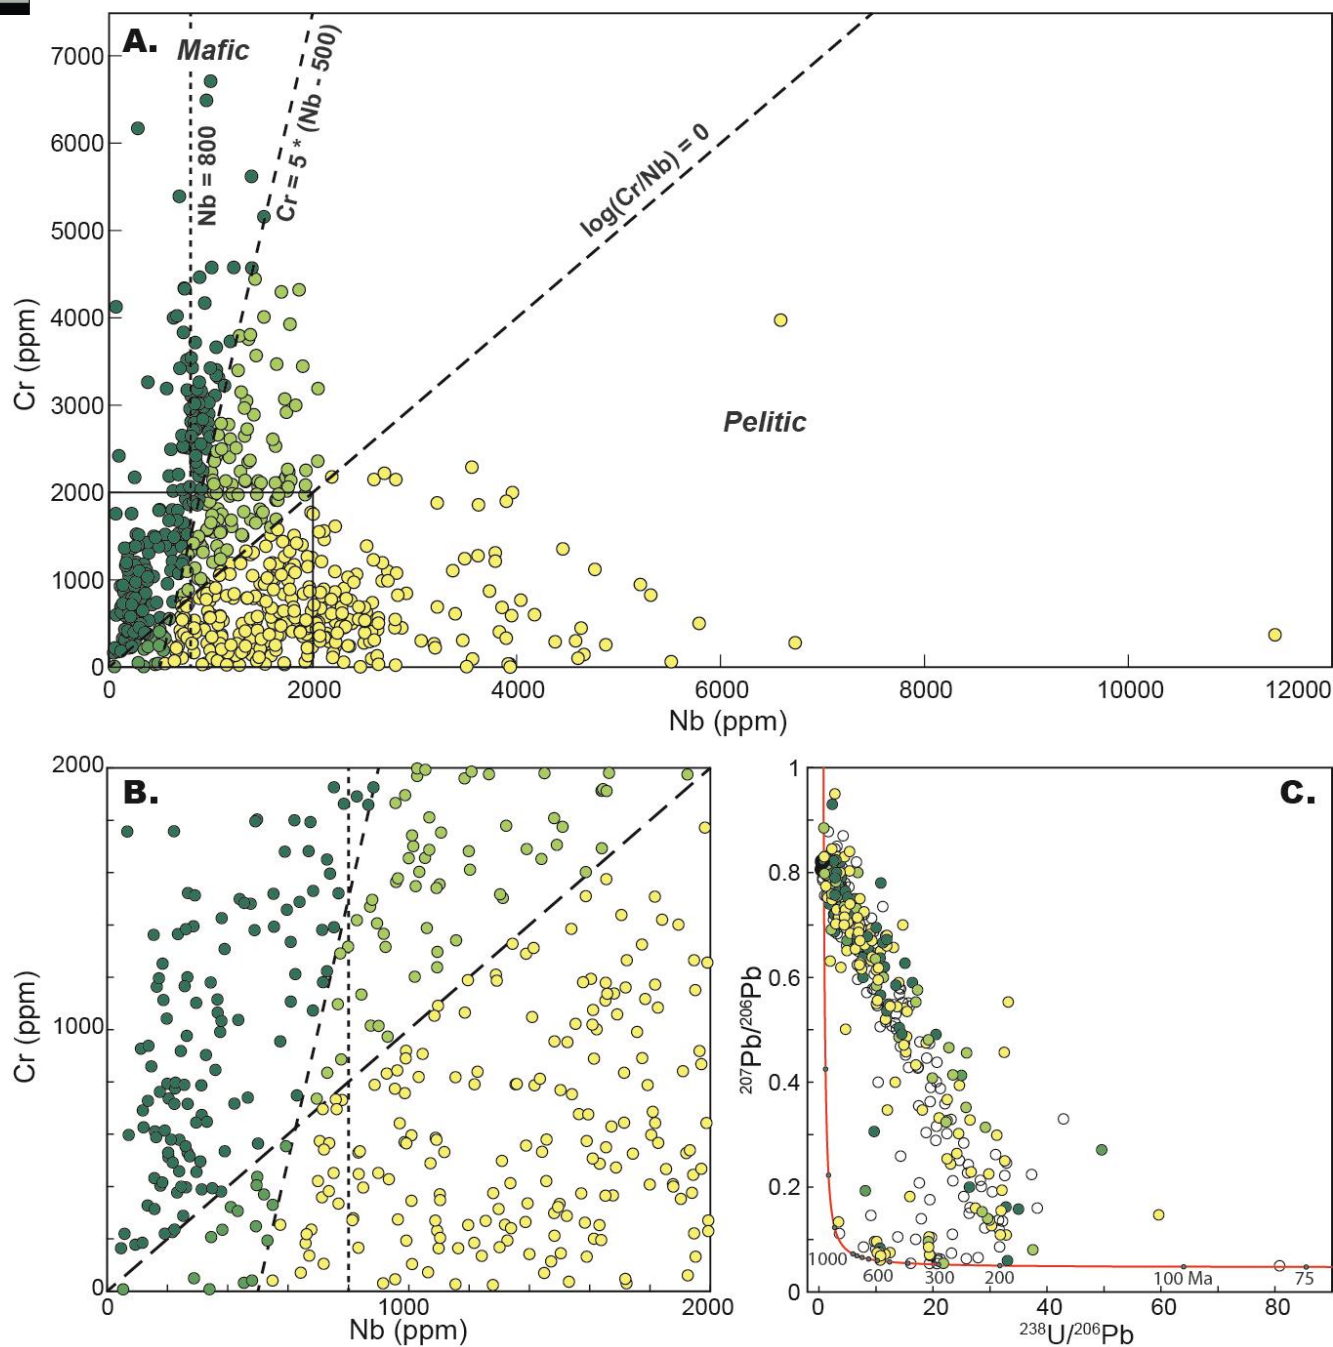 A.
Mafic
7000
6000
5000
4000
3000
2000
1000
0
Cr (ppm)
Nb = 800
Cr = 5 * (Nb - 500)
log(Cr/Nb) = 0
Pelitic
0 2000 4000 6000 8000 10000 12000
Nb (ppm)
B.
2000
1000
0
Cr (ppm)
0 1000 2000
Nb (ppm)
C.
1
0.8
0.6
0.4
0.2
0
207Pb/206Pb
1000 600 300 200 100 Ma 75
0 20 40 60 80
238U/206Pb